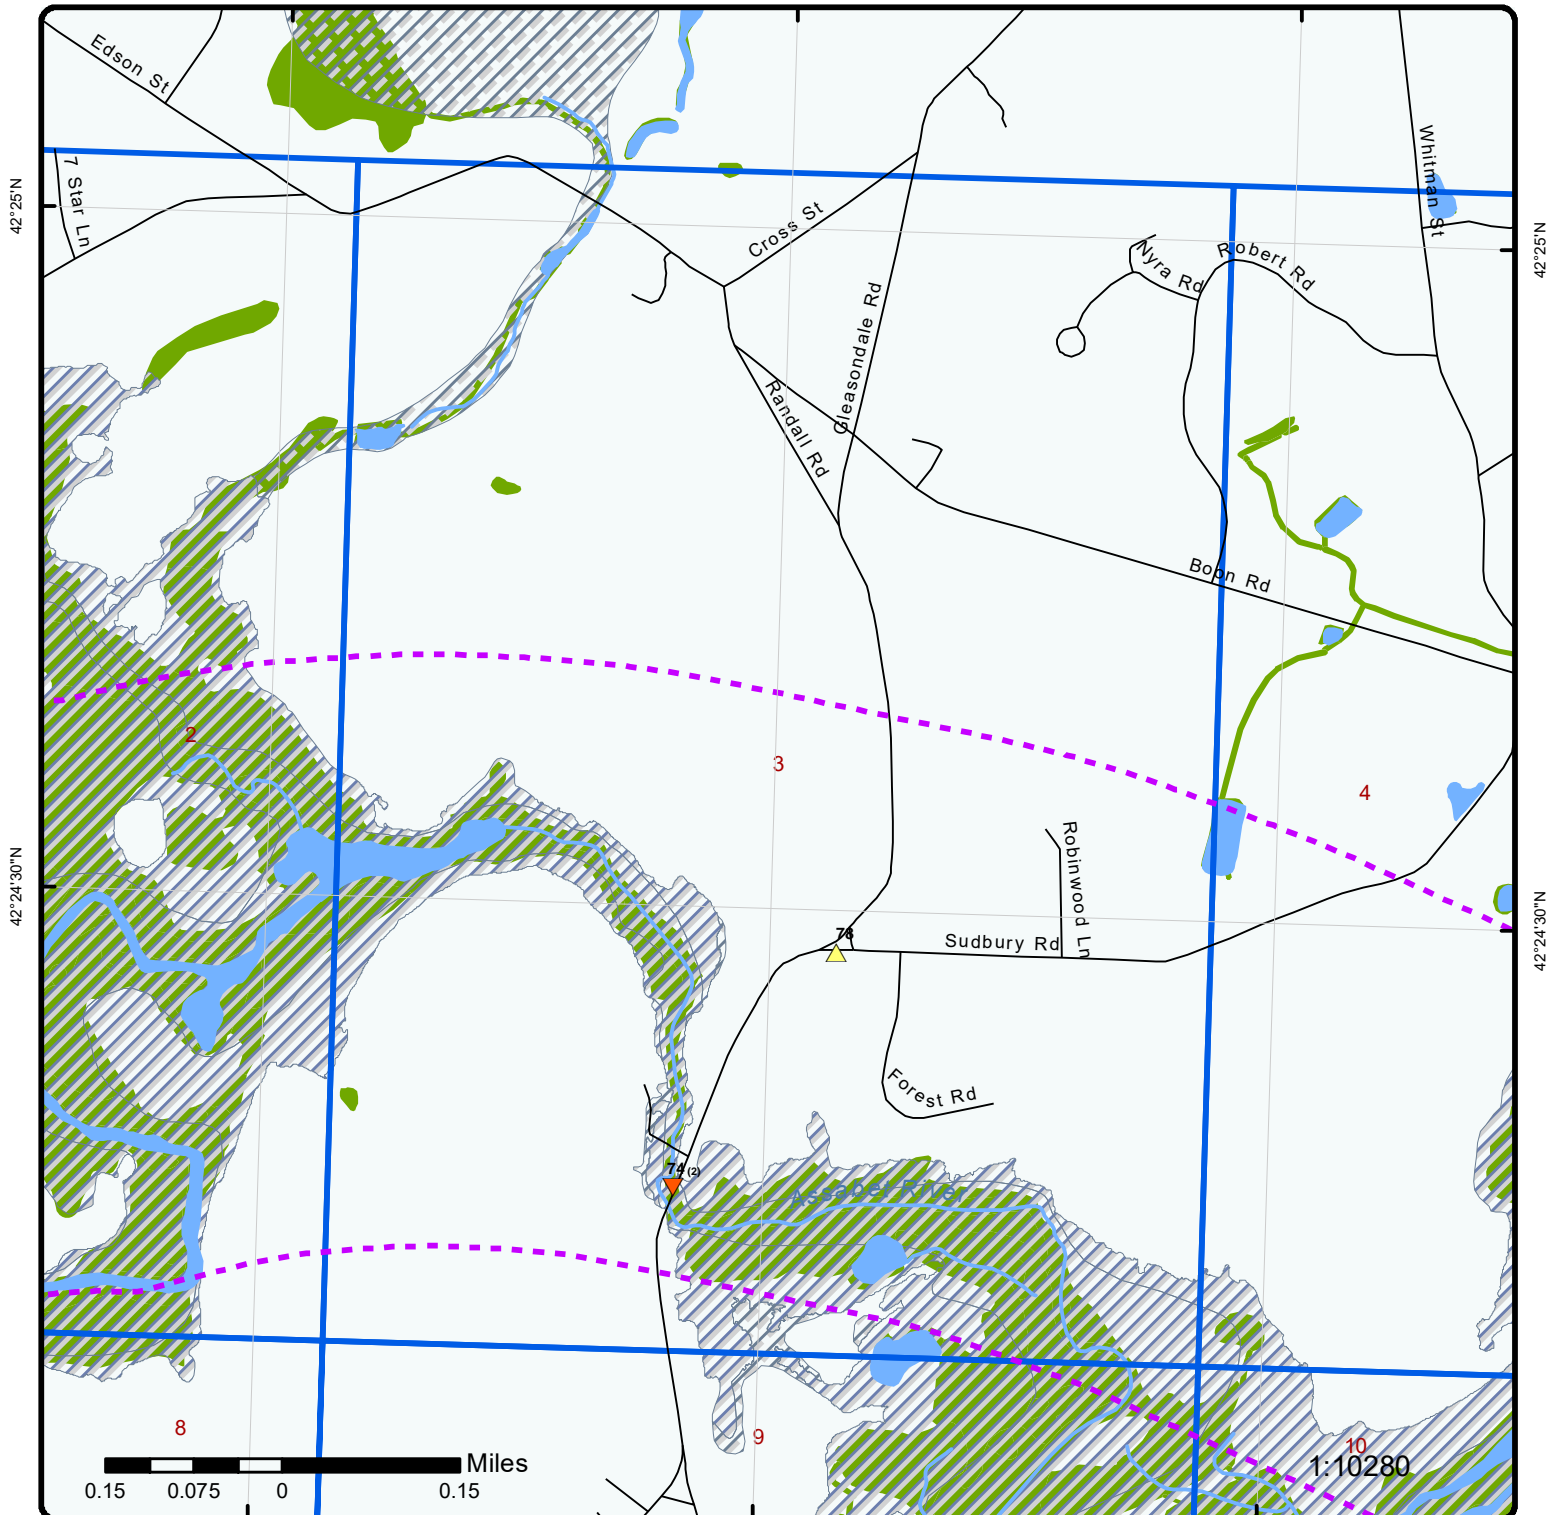 Edson St
7 Star Ln
Whitman St
42°25'N
42°25'N
Cross St
Nyra Rd
Robert Rd
Gleasondale Rd
Randall Rd
Boon Rd
2
3
4
Robinwood Ln
42°24'30"N
42°24'30"N
78
Sudbury Rd
Forest Rd
74 (2)
Assabet River
8
9
10
Miles
1:10280
0.15 0.075 0 0.15